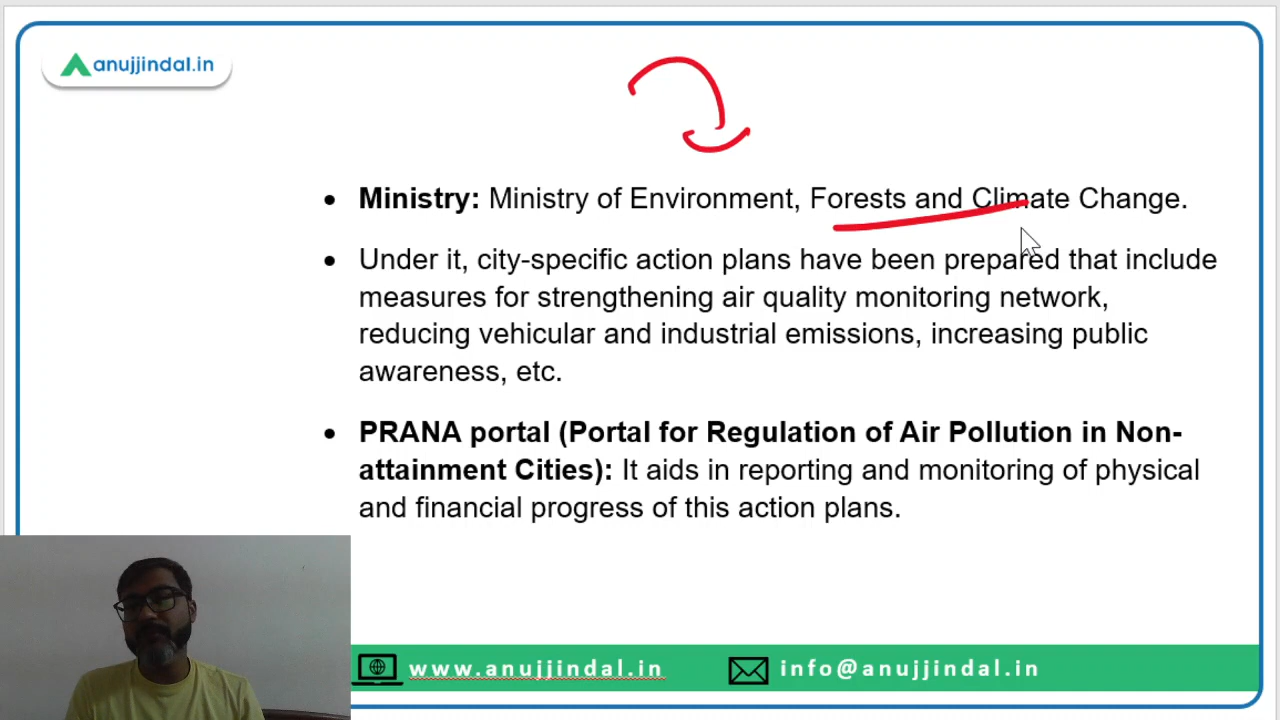 anujjindal.in
• Ministry: Ministry of Environment, Forests and Climate Change.
• Under it, city-specific action plans have been prepared that include
measures for strengthening air quality monitoring network,
reducing vehicular and industrial emissions, increasing public
awareness, etc.
• PRANA portal (Portal for Regulation of Air Pollution in Non-
attainment Cities): It aids in reporting and monitoring of physical
and financial progress of this action plans.
www.anujjindal.in
info@anujjindal.in